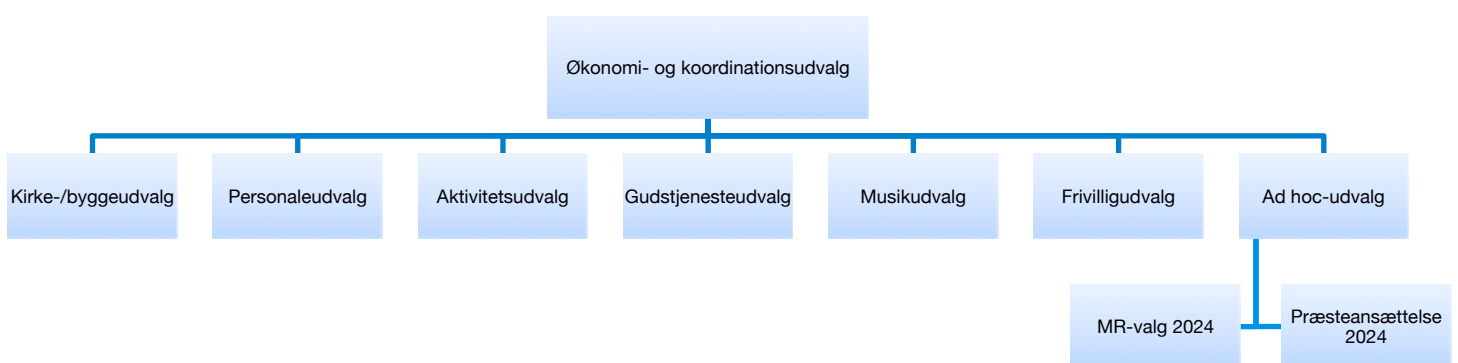 Økonomi- og koordinationsudvalg
Kirke-/byggeudvalg
Personaleudvalg
Aktivitetsudvalg
Gudstjenesteudvalg
Musikudvalg
Frivilligudvalg
Ad hoc-udvalg
MR-valg 2024
Præsteansættelse
2024